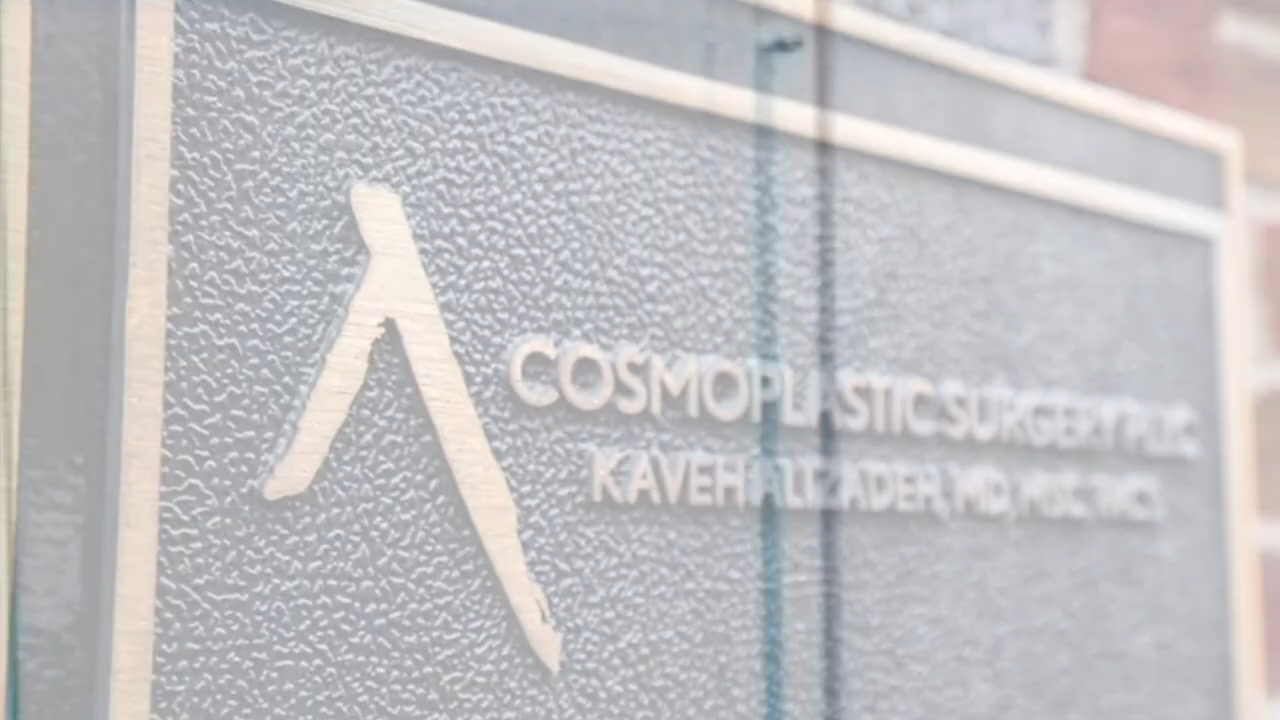 COSMOPLASTIC SURGERY PLLC
KAVEH ALIZADEH, MD, MSC, FACS